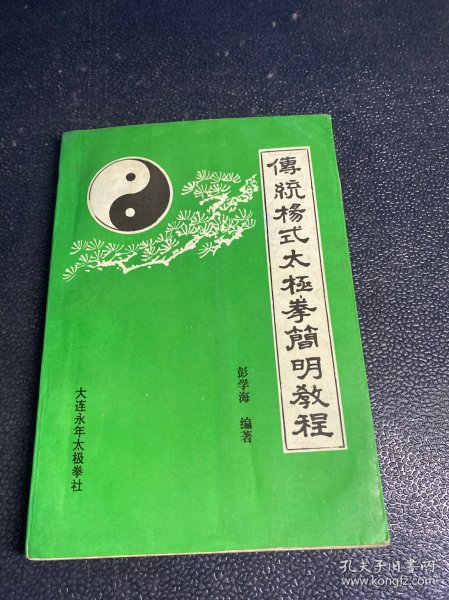 傳統楊式太極拳簡明教程
彭学海 编著
大连永年太极拳社
孔夫子旧书网
www.kongfz.com